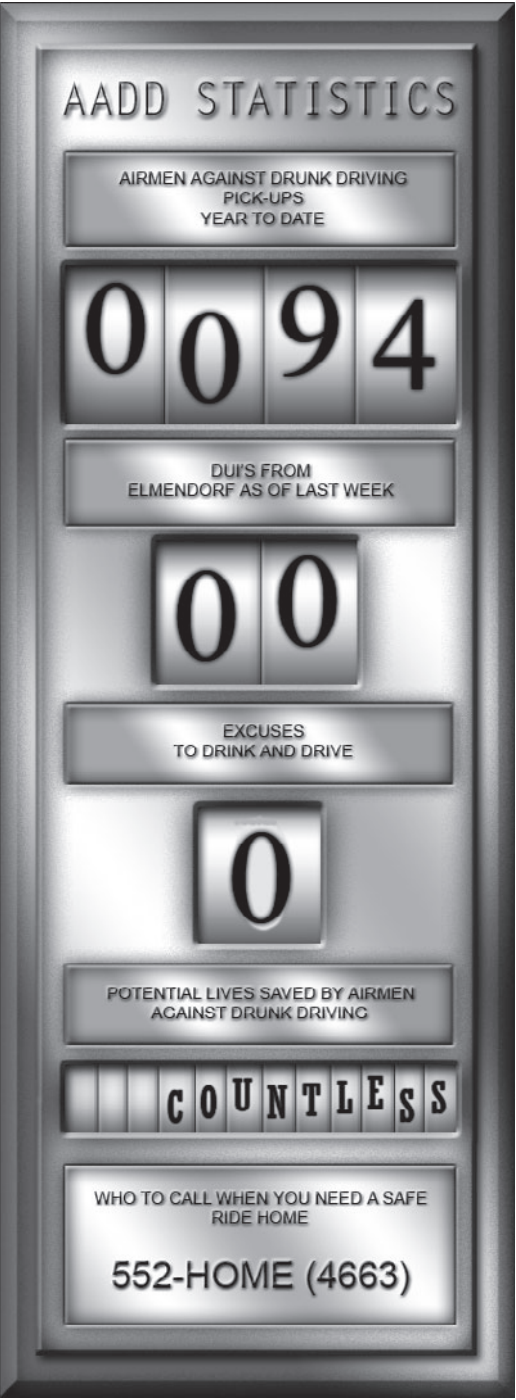 AADD STATISTICS
AIRMEN AGAINST DRUNK DRIVING
PICK-UPS
YEAR TO DATE
0094
DUI'S FROM
ELMENDORF AS OF LAST WEEK
00
EXCUSES
TO DRINK AND DRIVE
0
POTENTIAL LIVES SAVED BY AIRMEN
AGAINST DRUNK DRIVING
COUNTLESS
WHO TO CALL WHEN YOU NEED A SAFE
RIDE HOME
552-HOME (4663)